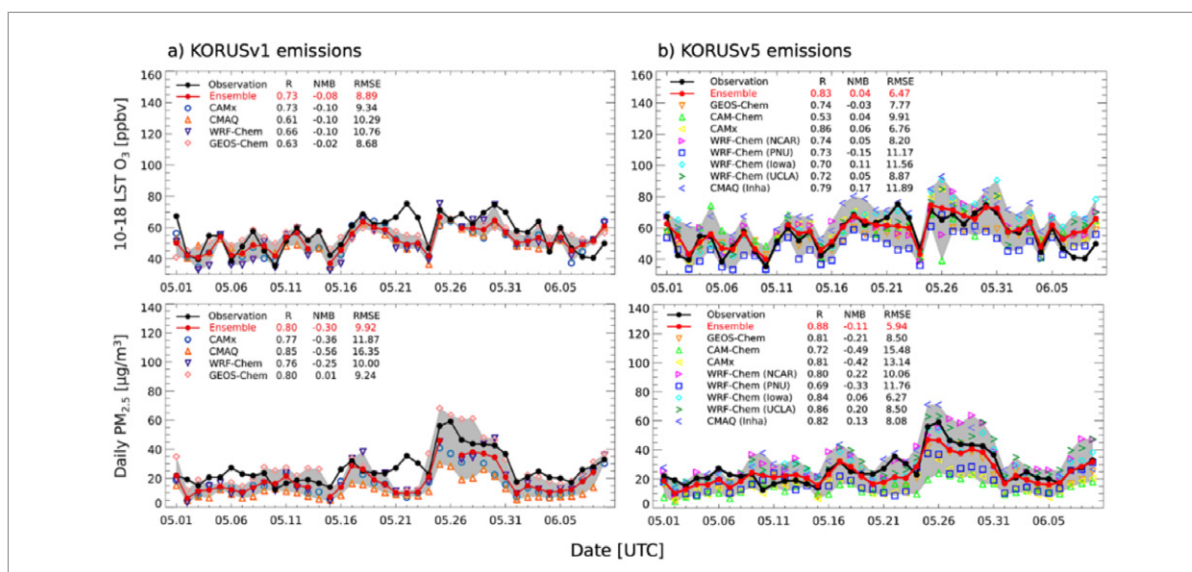 a) KORUSv1 emissions
b) KORUSv5 emissions
10-18 LST O3 [ppbv]
160
140
120
100
80
60
40
Observation R NMB RMSE
Ensemble 0.73 -0.08 8.89
CAMx 0.73 -0.10 9.34
CMAQ 0.61 -0.10 10.29
WRF-Chem 0.66 -0.10 10.76
GEOS-Chem 0.63 -0.02 8.68
05.01 05.06 05.11 05.16 05.21 05.26 05.31 06.05
160
140
120
100
80
60
40
Observation R NMB RMSE
Ensemble 0.83 0.04 6.47
GEOS-Chem 0.74 -0.03 7.77
CAM-Chem 0.53 0.04 9.91
CAMx 0.86 0.06 6.76
WRF-Chem (NCAR) 0.74 0.05 8.20
WRF-Chem (PNU) 0.73 -0.15 11.17
WRF-Chem (Iowa) 0.70 0.11 11.56
WRF-Chem (UCLA) 0.72 0.05 8.87
CMAQ (Inha) 0.79 0.17 11.89
05.01 05.06 05.11 05.16 05.21 05.26 05.31 06.05
Daily PM2.5 [μg/m³]
140
120
100
80
60
40
20
0
Observation R NMB RMSE
Ensemble 0.80 -0.30 9.92
CAMx 0.77 -0.36 11.87
CMAQ 0.85 -0.56 16.35
WRF-Chem 0.76 -0.25 10.00
GEOS-Chem 0.80 0.01 9.24
05.01 05.06 05.11 05.16 05.21 05.26 05.31 06.05
140
120
100
80
60
40
20
0
Observation R NMB RMSE
Ensemble 0.88 -0.11 5.94
GEOS-Chem 0.81 -0.21 8.50
CAM-Chem 0.72 -0.49 15.48
CAMx 0.81 -0.42 13.14
WRF-Chem (NCAR) 0.80 0.22 10.06
WRF-Chem (PNU) 0.69 -0.33 11.76
WRF-Chem (Iowa) 0.84 0.06 6.27
WRF-Chem (UCLA) 0.86 0.20 8.50
CMAQ (Inha) 0.82 0.13 8.08
05.01 05.06 05.11 05.16 05.21 05.26 05.31 06.05
Date [UTC]